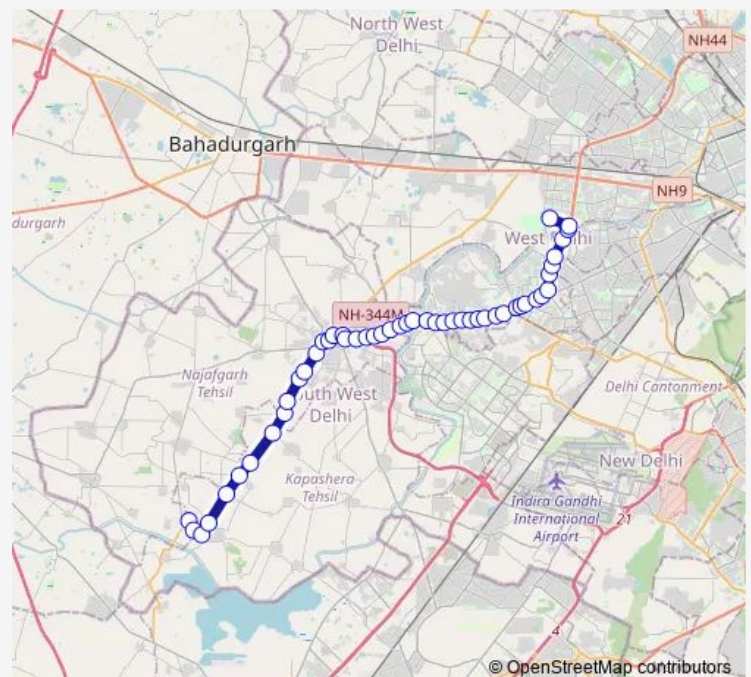 North West
Delhi
NH44
Bahadurgarh
NH9
durgarh
West Delhi
NH-344M
Najafgarh
Tehsil
South West
Delhi
Delhi Cantonment
New Delhi
Kapashera
Tehsil
Indira Gandhi
International
Airport
21
4
© OpenStreetMap contributors